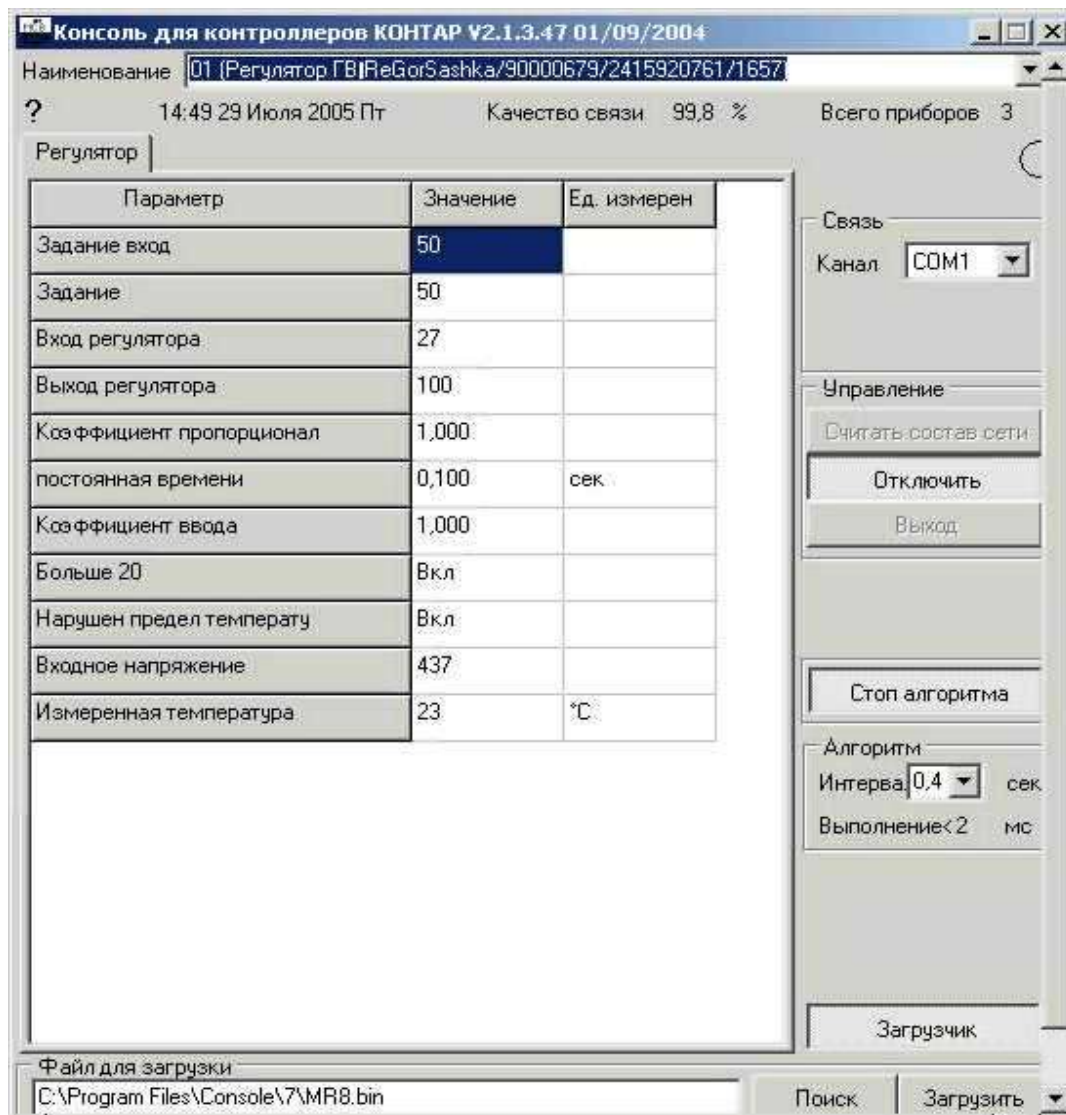 Консоль для контроллеров КОНТАР V2.1.3.47 01/09/2004
Наименование 01 {Регулятор ГВ|ReGorSashka/90000679/2415920761/1657}
? 14:49 29 Июля 2005 Пт Качество связи 99,8 % Всего приборов 3
Регулятор
Параметр Значение Ед. измерен
Задание вход 50
Задание 50
Вход регулятора 27
Выход регулятора 100
Коэффициент пропорционал 1,000
постоянная времени 0,100 сек
Коэффициент ввода 1,000
Больше 20 Вкл
Нарушен предел температу Вкл
Входное напряжение 437
Измеренная температура 23 °C
Связь
Канал COM1
Управление
Считать состав сети
Отключить
Выход
Стоп алгоритма
Алгоритм
Интерва 0,4 сек
Выполнение<2 мс
Загрузчик
Файл для загрузки
C:\Program Files\Console\7\MR8.bin Поиск Загрузить